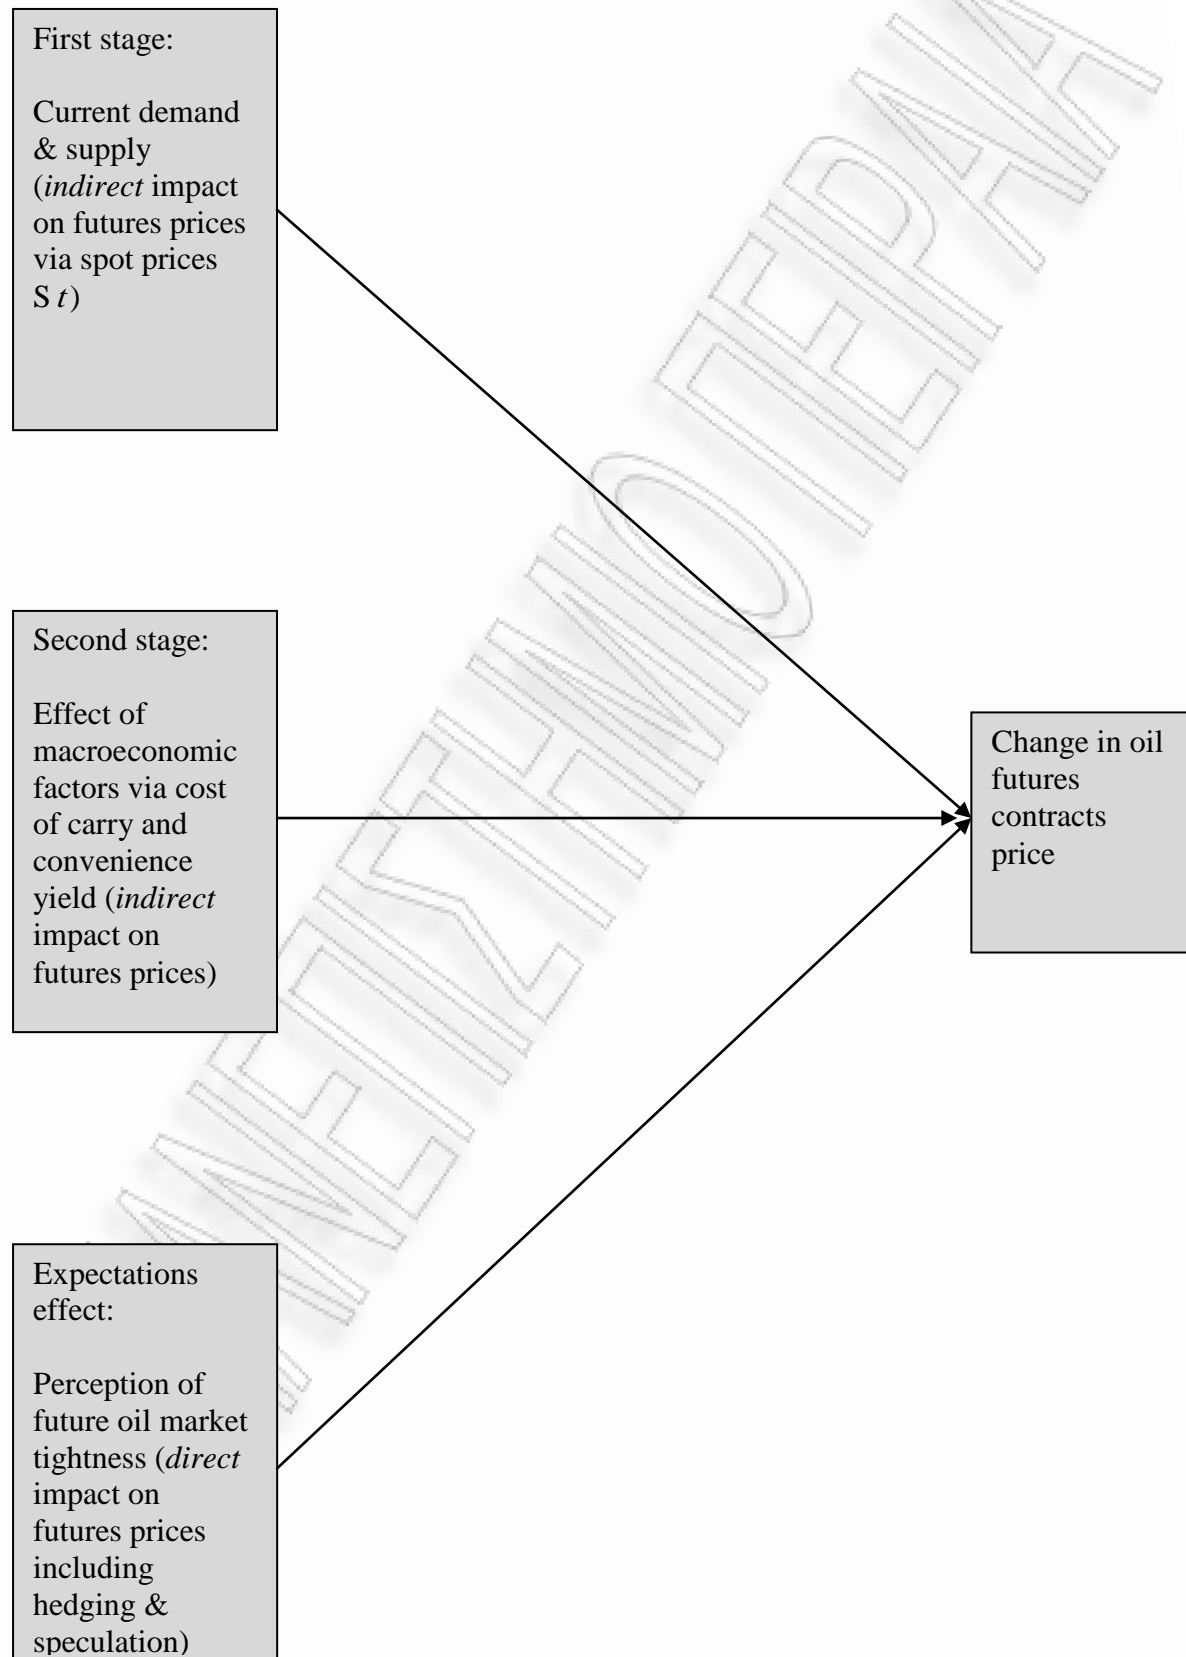 First stage:
Current demand
& supply
(indirect impact
on futures prices
via spot prices
S t)
Second stage:
Effect of
macroeconomic
factors via cost
of carry and
convenience
yield (indirect
impact on
futures prices)
Change in oil
futures
contracts
price
Expectations
effect:
Perception of
future oil market
tightness (direct
impact on
futures prices
including
hedging &
speculation)